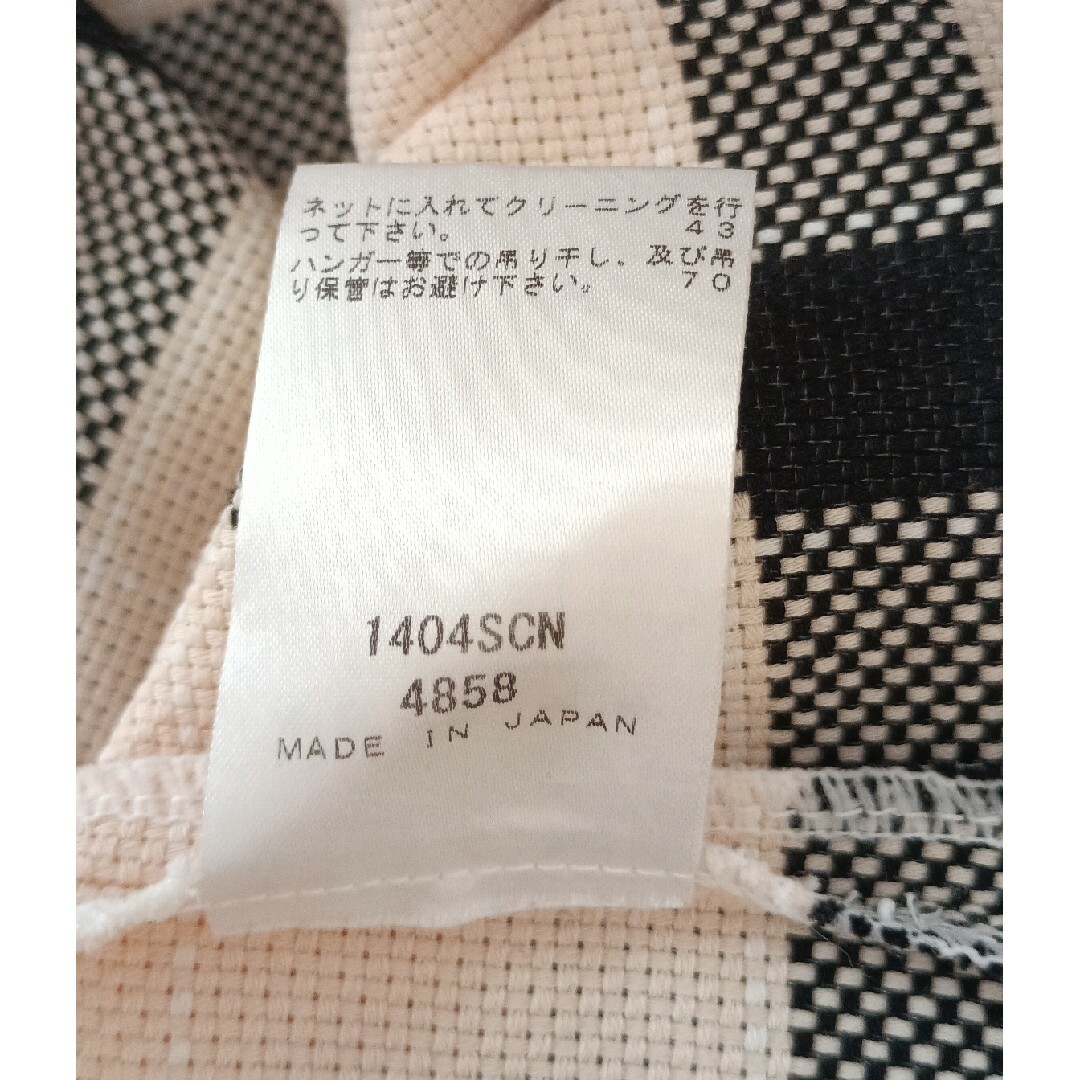 ネットに入れてクリーニングを行
って下さい。 43
ハンガー等での吊り干し、及び吊
り保管はお避け下さい。 70
1404SCN
4858
MADE IN JAPAN